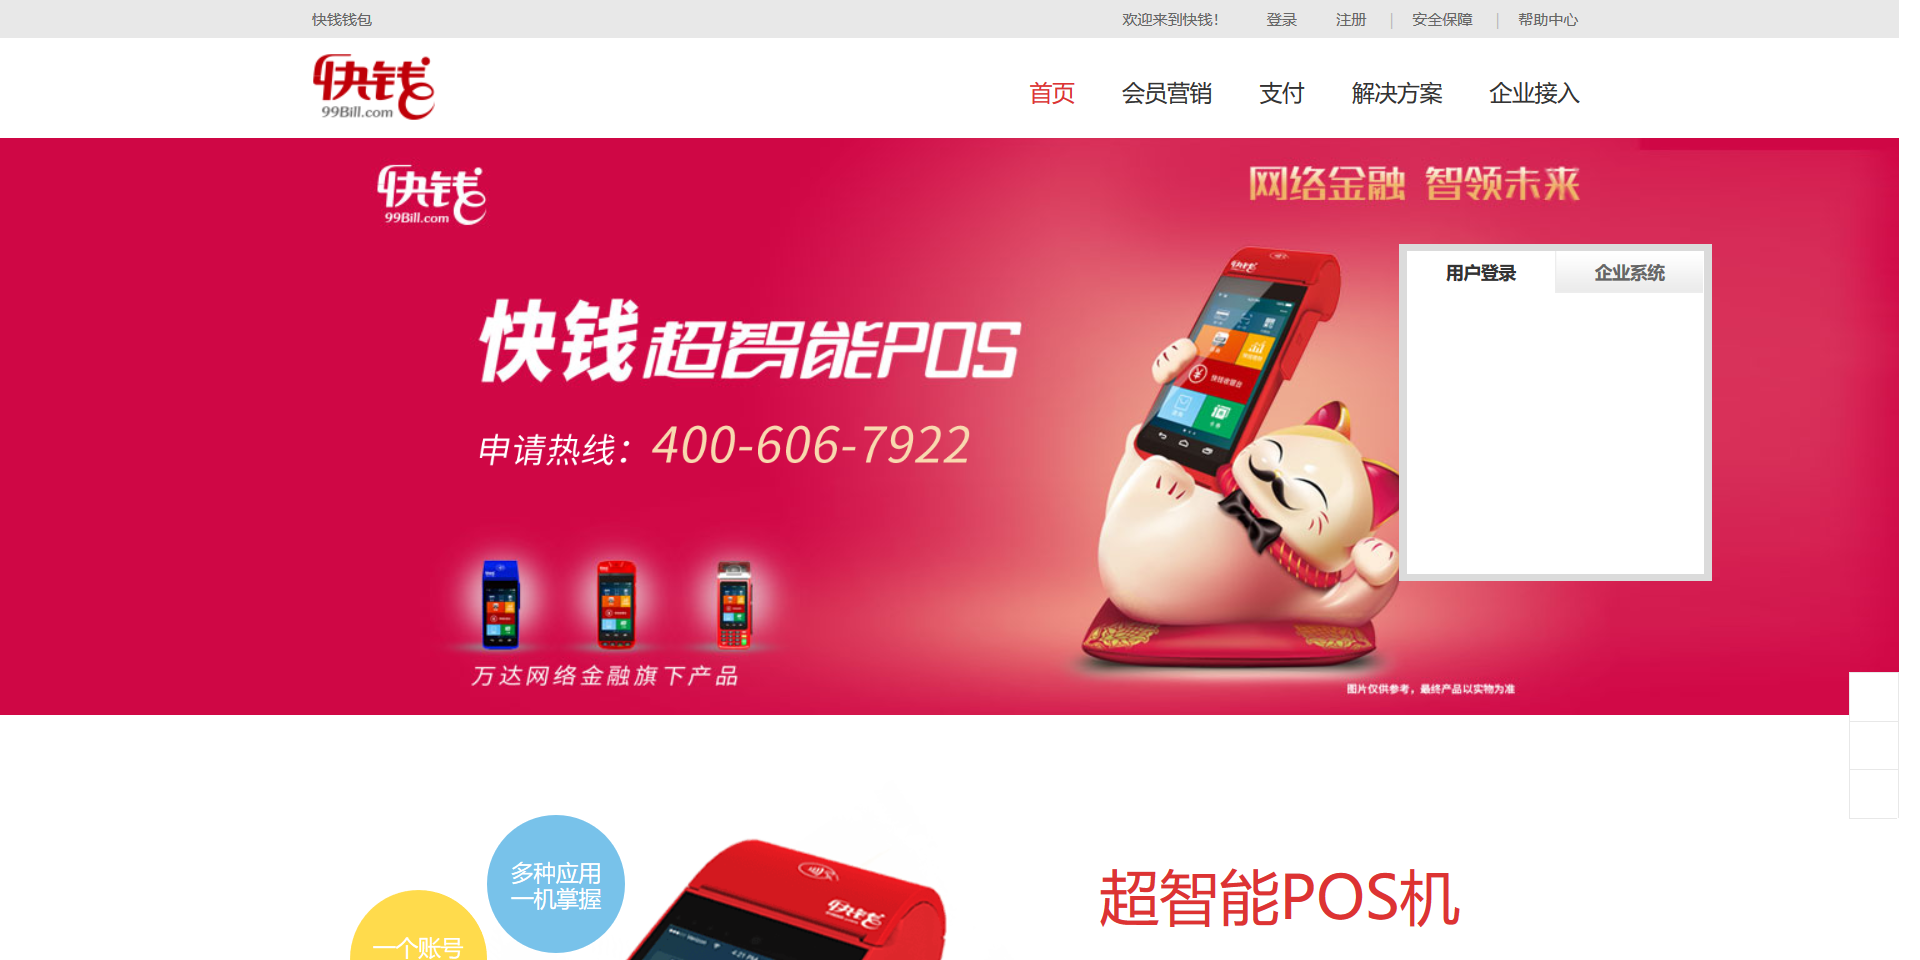 快钱钱包
欢迎来到快钱！ 登录 注册 | 安全保障 | 帮助中心
快钱
99Bill.com
首页 会员营销 支付 解决方案 企业接入
快钱
99Bill.com
网络金融 智领未来
用户登录 企业系统
快钱超智能POS
申请热线：400-606-7922
万达网络金融旗下产品
图片仅供参考，最终产品以实物为准
多种应用
一机掌握
一个账号
快钱
超智能POS机